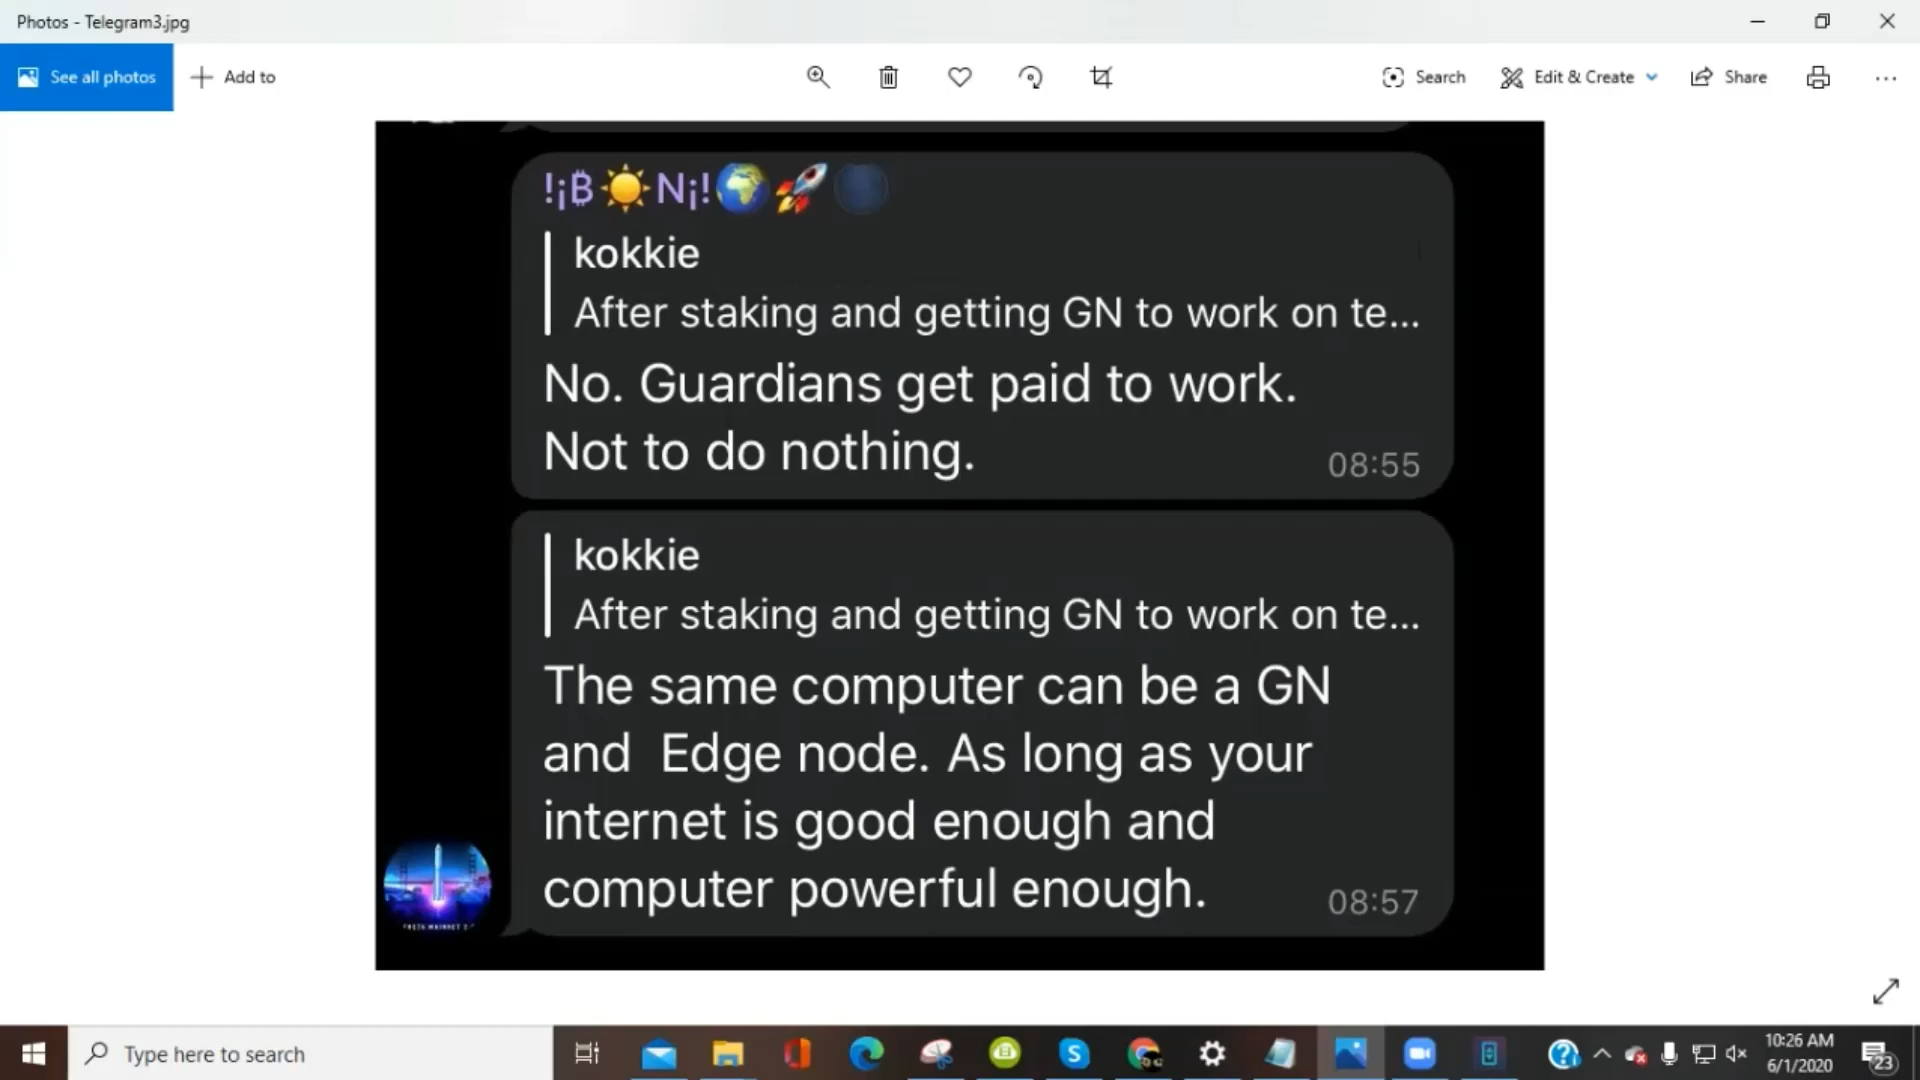 Photos - Telegram3.jpg
See all photos
Add to
Search
Edit & Create
Share
!¡₿☀️N¡!🌍🚀🌑
kokkie
After staking and getting GN to work on te...
No. Guardians get paid to work.
Not to do nothing.
08:55
kokkie
After staking and getting GN to work on te...
The same computer can be a GN
and Edge node. As long as your
internet is good enough and
computer powerful enough.
08:57
Type here to search
10:26 AM
6/1/2020
23